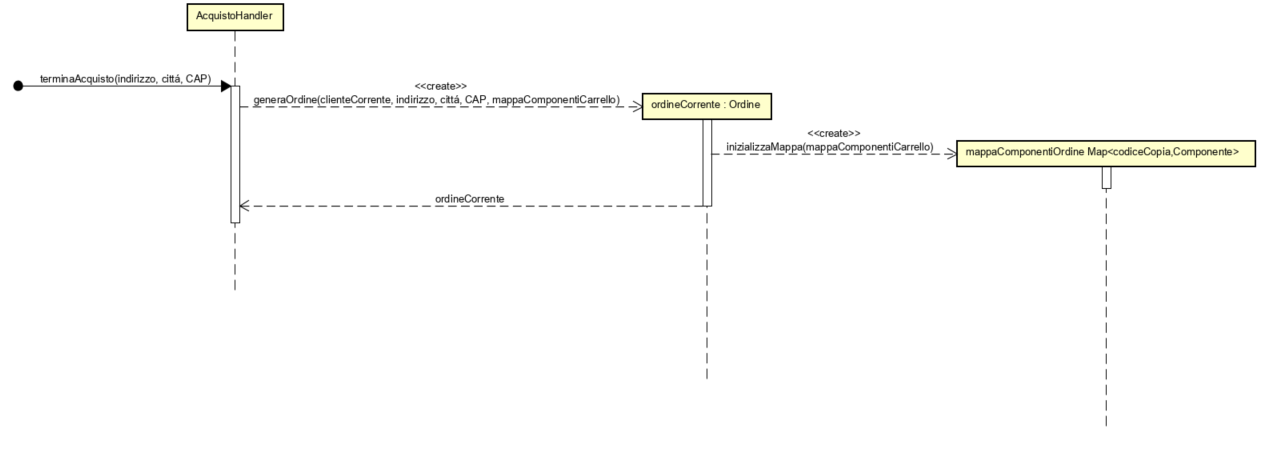 AcquistoHandler
terminaAcquisto(indirizzo, cittá, CAP)
<<create>>
generaOrdine(clienteCorrente, indirizzo, cittá, CAP, mappaComponentiCarrello)
ordineCorrente : Ordine
<<create>>
inizializzaMappa(mappaComponentiCarrello)
mappaComponentiOrdine Map<codiceCopia,Componente>
ordineCorrente